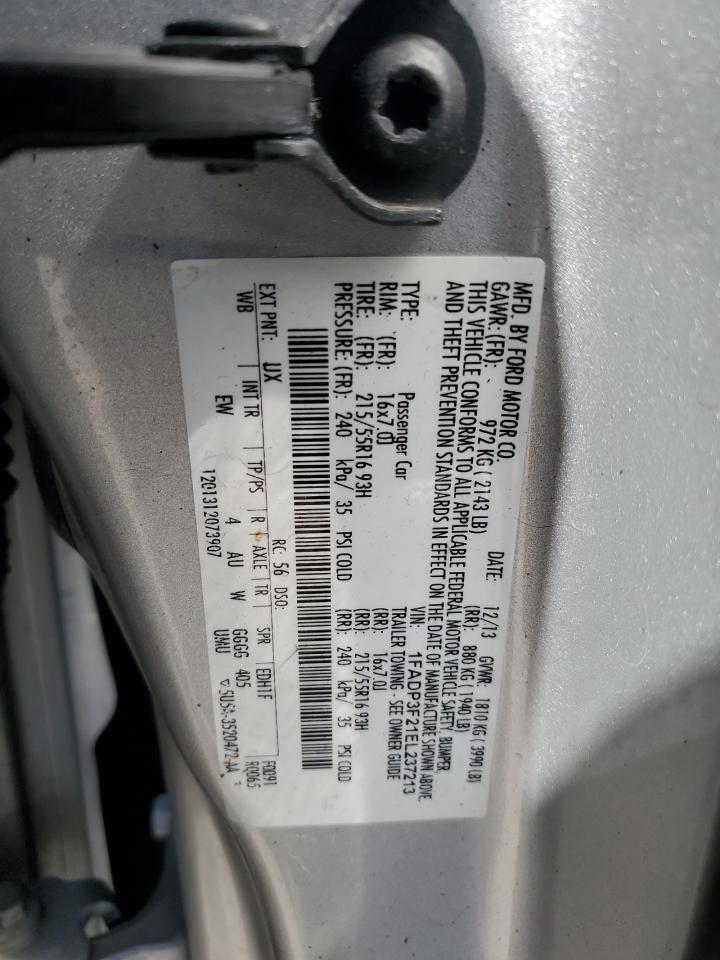 MFD. BY FORD MOTOR CO.
DATE: 12/13 GVWR: 1810 KG ( 3990 LB)
GAWR: (FR): 972 KG ( 2143 LB) (RR): 880 KG ( 1940 LB)
THIS VEHICLE CONFORMS TO ALL APPLICABLE FEDERAL MOTOR VEHICLE SAFETY, BUMPER,
AND THEFT PREVENTION STANDARDS IN EFFECT ON THE DATE OF MANUFACTURE SHOWN ABOVE.
VIN: 1FADP3F21EL237213
TYPE: Passenger Car TRAILER TOWING - SEE OWNER GUIDE
RIM: (FR): 16x7.0J (RR): 16x7.0J
TIRE: (FR): 215/55R16 93H (RR): 215/55R16 93H
PRESSURE: (FR): 240 kPa/ 35 PSI COLD (RR): 240 kPa/ 35 PSI COLD
EXT PNT: UX RC: 56 DSO: EDH1F F0091
WB INT TR TP/PS R AXLE TR SPR R0065
EW 4 AU W GGGG 405
1201312073907 UMU 5U5A-3520472-AA